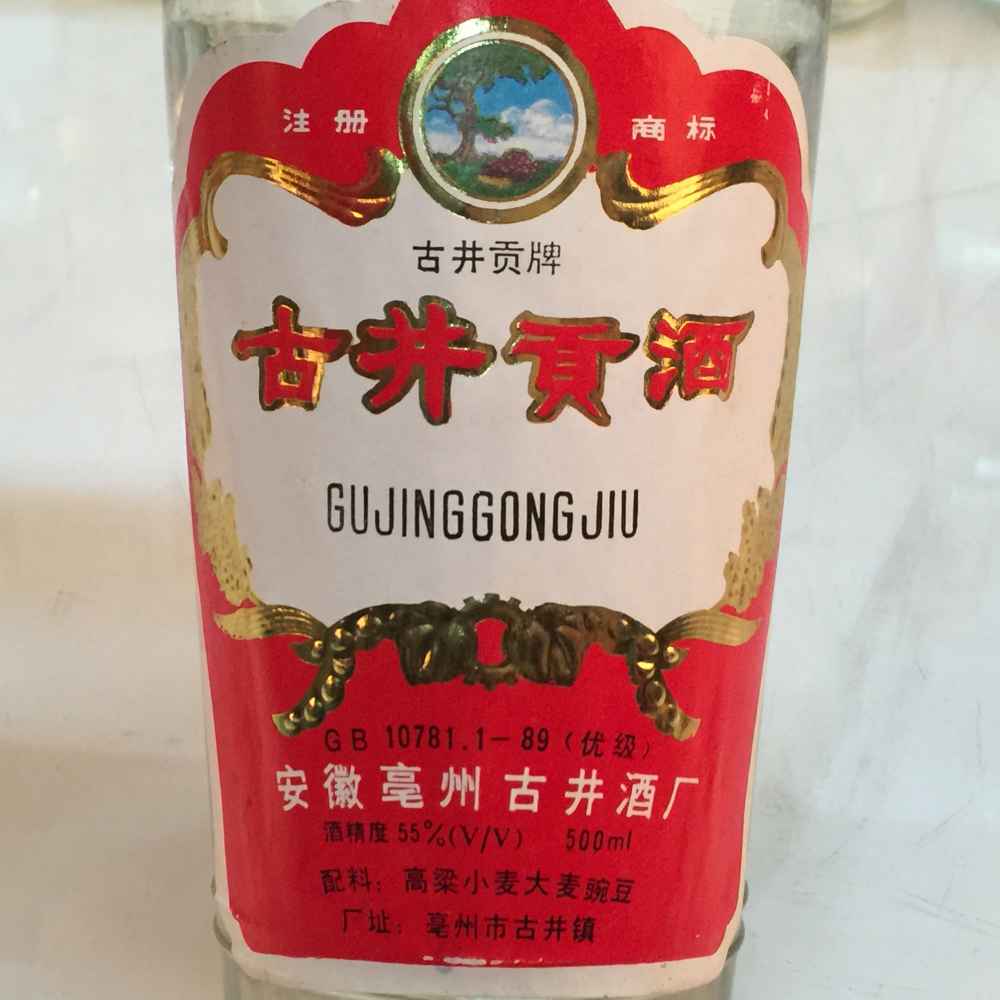 注册 商标
古井贡牌
古井贡酒
GUJINGGONGJIU
GB 10781.1-89(优级)
安徽亳州古井酒厂
酒精度 55%(V/V) 500ml
配料: 高粱小麦大麦豌豆
厂址: 亳州市古井镇